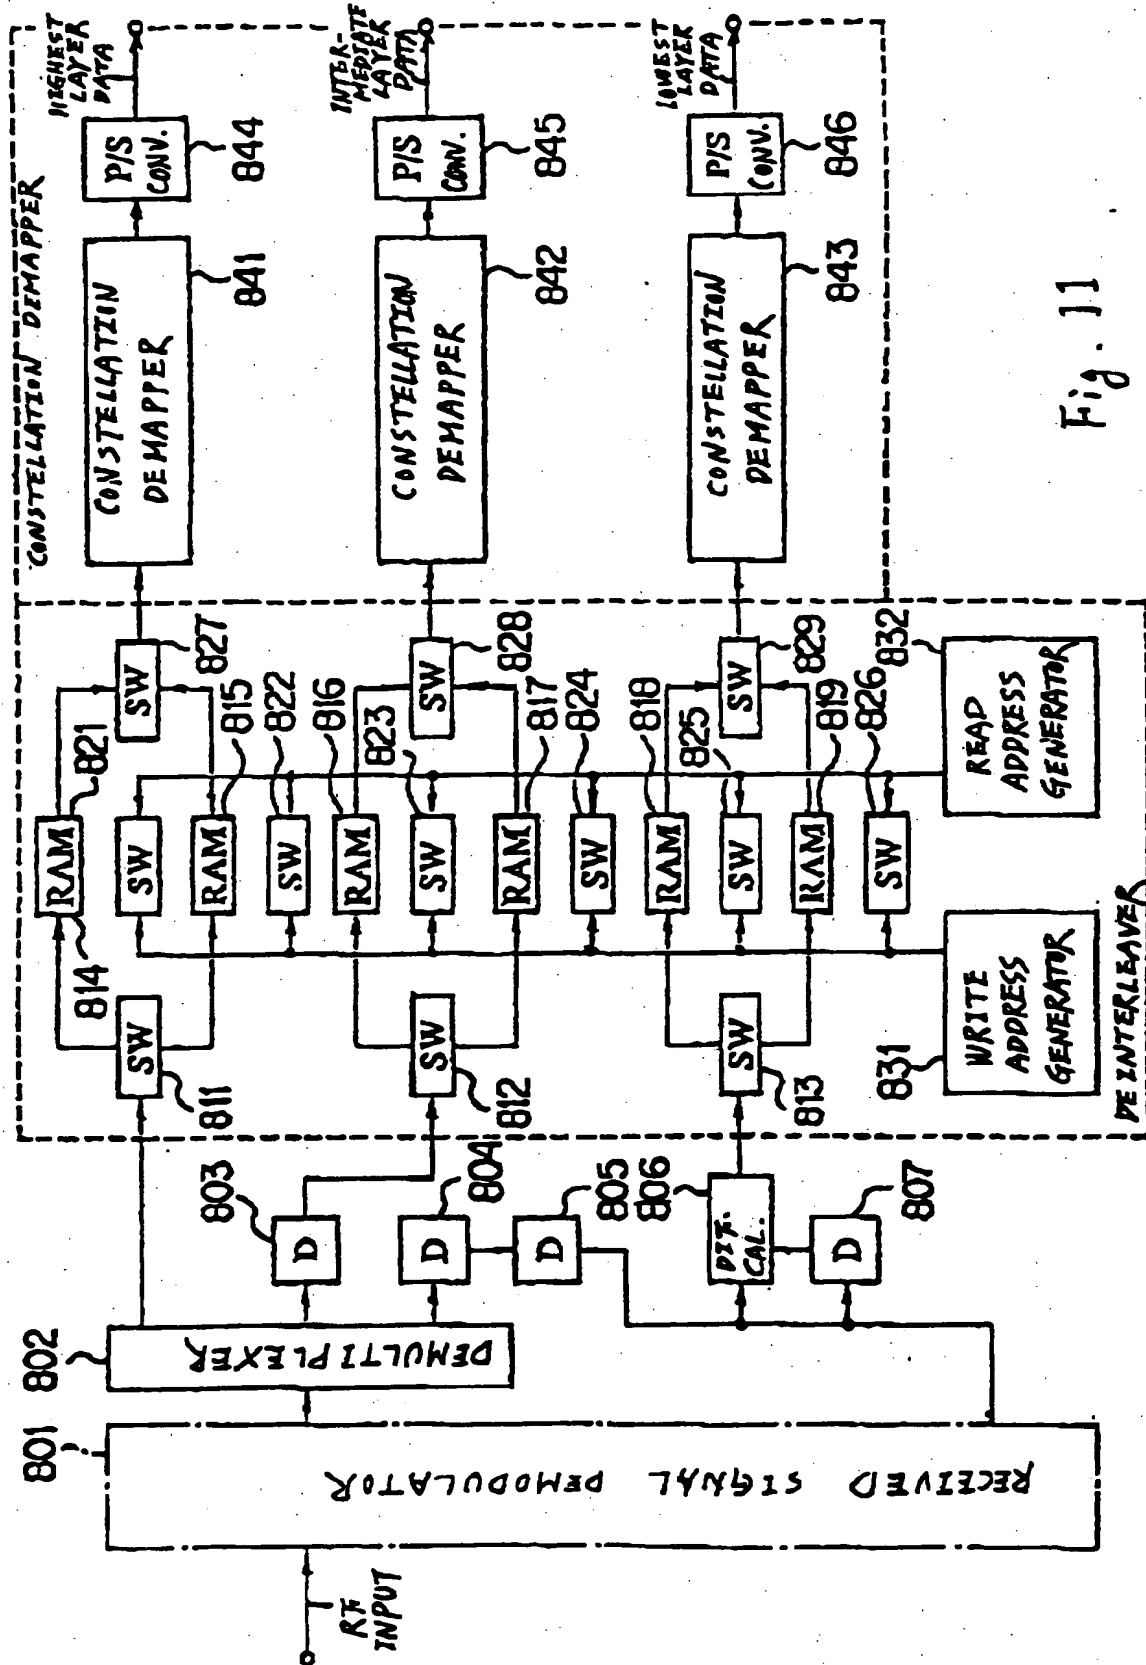 RF
INPUT
801
RECEIVED SIGNAL DEMODULATOR
802
DEMULTIPLEXER
803
D
804
D
805
D
806
DIF.
CAL.
807
D
DEINTERLEAVER
811
SW
812
SW
813
SW
814
RAM
821
SW
815
RAM
822
SW
816
RAM
823
SW
817
RAM
824
SW
818
RAM
825
SW
819
RAM
826
SW
831
WRITE
ADDRESS
GENERATOR
832
REAP
ADDRESS
GENERATOR
827
SW
828
SW
829
SW
CONSTELLATION DEMAPPER
CONSTELLATION
DEMAPPER
841
CONSTELLATION
DEMAPPER
842
CONSTELLATION
DEMAPPER
843
P/S
CONV.
844
P/S
CONV.
845
P/S
CONV.
846
HIGHEST
LAYER
DATA
INTER-
MEDIATE
LAYER
DATA
LOWEST
LAYER
DATA
Fig. 11